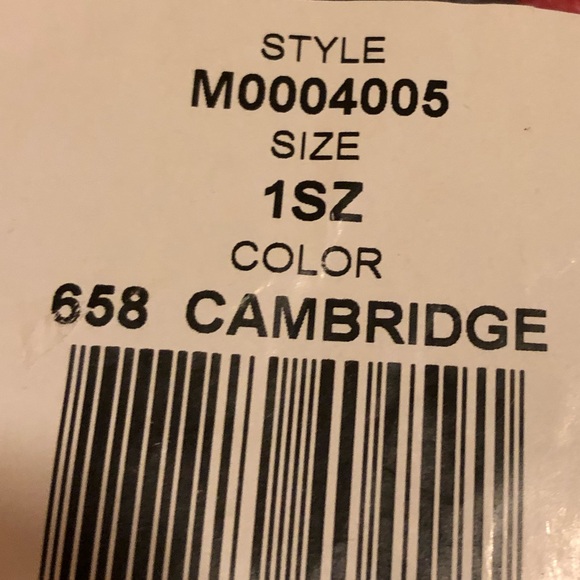 STYLE
M0004005
SIZE
1SZ
COLOR
658 CAMBRIDGE